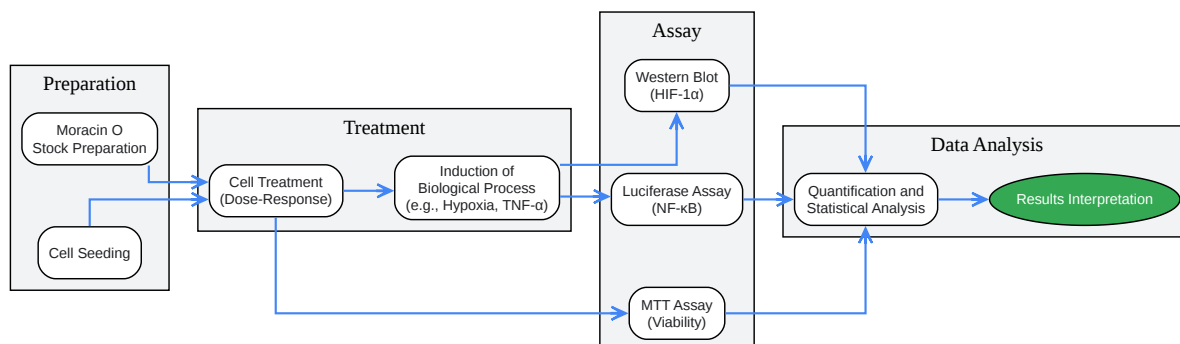 Preparation
Moracin O
Stock Preparation
Cell Seeding
Treatment
Cell Treatment
(Dose-Response)
Induction of
Biological Process
(e.g., Hypoxia, TNF-α)
Assay
Western Blot
(HIF-1α)
Luciferase Assay
(NF-κB)
MTT Assay
(Viability)
Data Analysis
Quantification and
Statistical Analysis
Results Interpretation